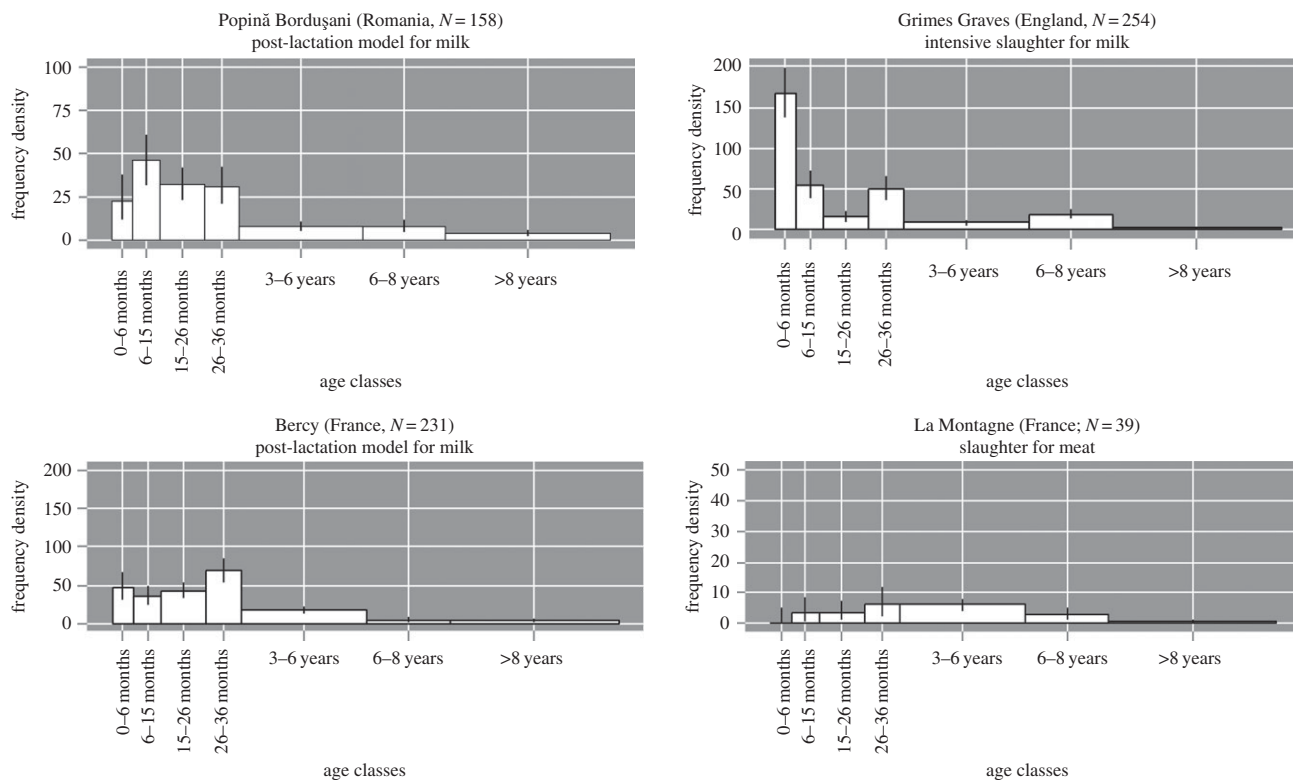 Popină Borduşani (Romania, N = 158)
post-lactation model for milk
100
75
50
25
0
frequency density
0–6 months
6–15 months
15–26 months
26–36 months
3–6 years
6–8 years
>8 years
age classes
Grimes Graves (England, N = 254)
intensive slaughter for milk
200
150
100
50
0
frequency density
0–6 months
6–15 months
15–26 months
26–36 months
3–6 years
6–8 years
>8 years
age classes
Bercy (France, N = 231)
post-lactation model for milk
200
150
100
50
0
frequency density
0–6 months
6–15 months
15–26 months
26–36 months
3–6 years
6–8 years
>8 years
age classes
La Montagne (France; N = 39)
slaughter for meat
50
40
30
20
10
0
frequency density
0–6 months
6–15 months
15–26 months
26–36 months
3–6 years
6–8 years
>8 years
age classes